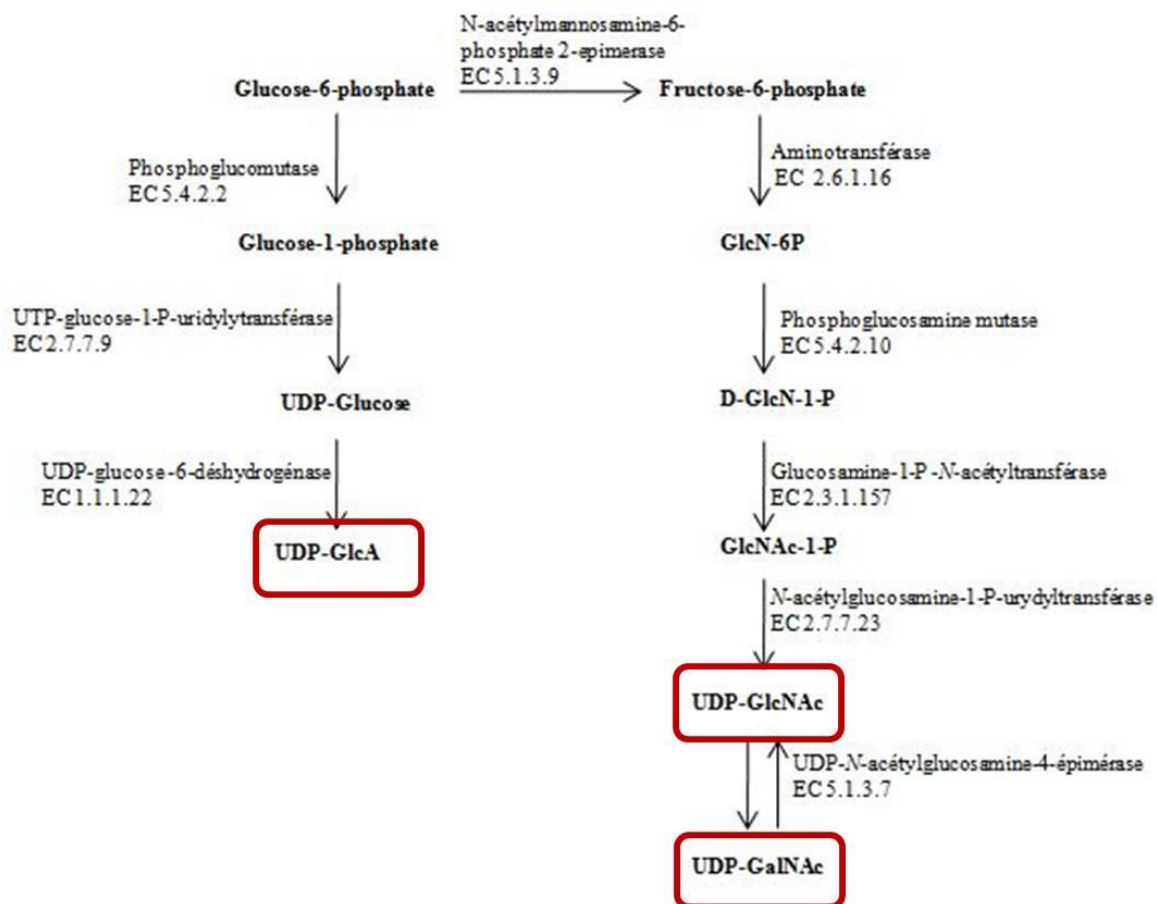 N-acétylmannosamine-6-
phosphate 2-epimerase
EC 5.1.3.9
Glucose-6-phosphate
Fructose-6-phosphate
Phosphoglucomutase
EC 5.4.2.2
Aminotransférase
EC 2.6.1.16
Glucose-1-phosphate
GlcN-6P
UTP-glucose-1-P-uridylytransférase
EC 2.7.7.9
Phosphoglucosamine mutase
EC 5.4.2.10
UDP-Glucose
D-GlcN-1-P
UDP-glucose-6-déshydrogénase
EC 1.1.1.22
Glucosamine-1-P-N-acétyltransférase
EC 2.3.1.157
UDP-GlcA
GlcNAc-1-P
N-acétylglucosamine-1-P-urydyltransférase
EC 2.7.7.23
UDP-GlcNAc
UDP-N-acétylglucosamine-4-épimérase
EC 5.1.3.7
UDP-GalNAc